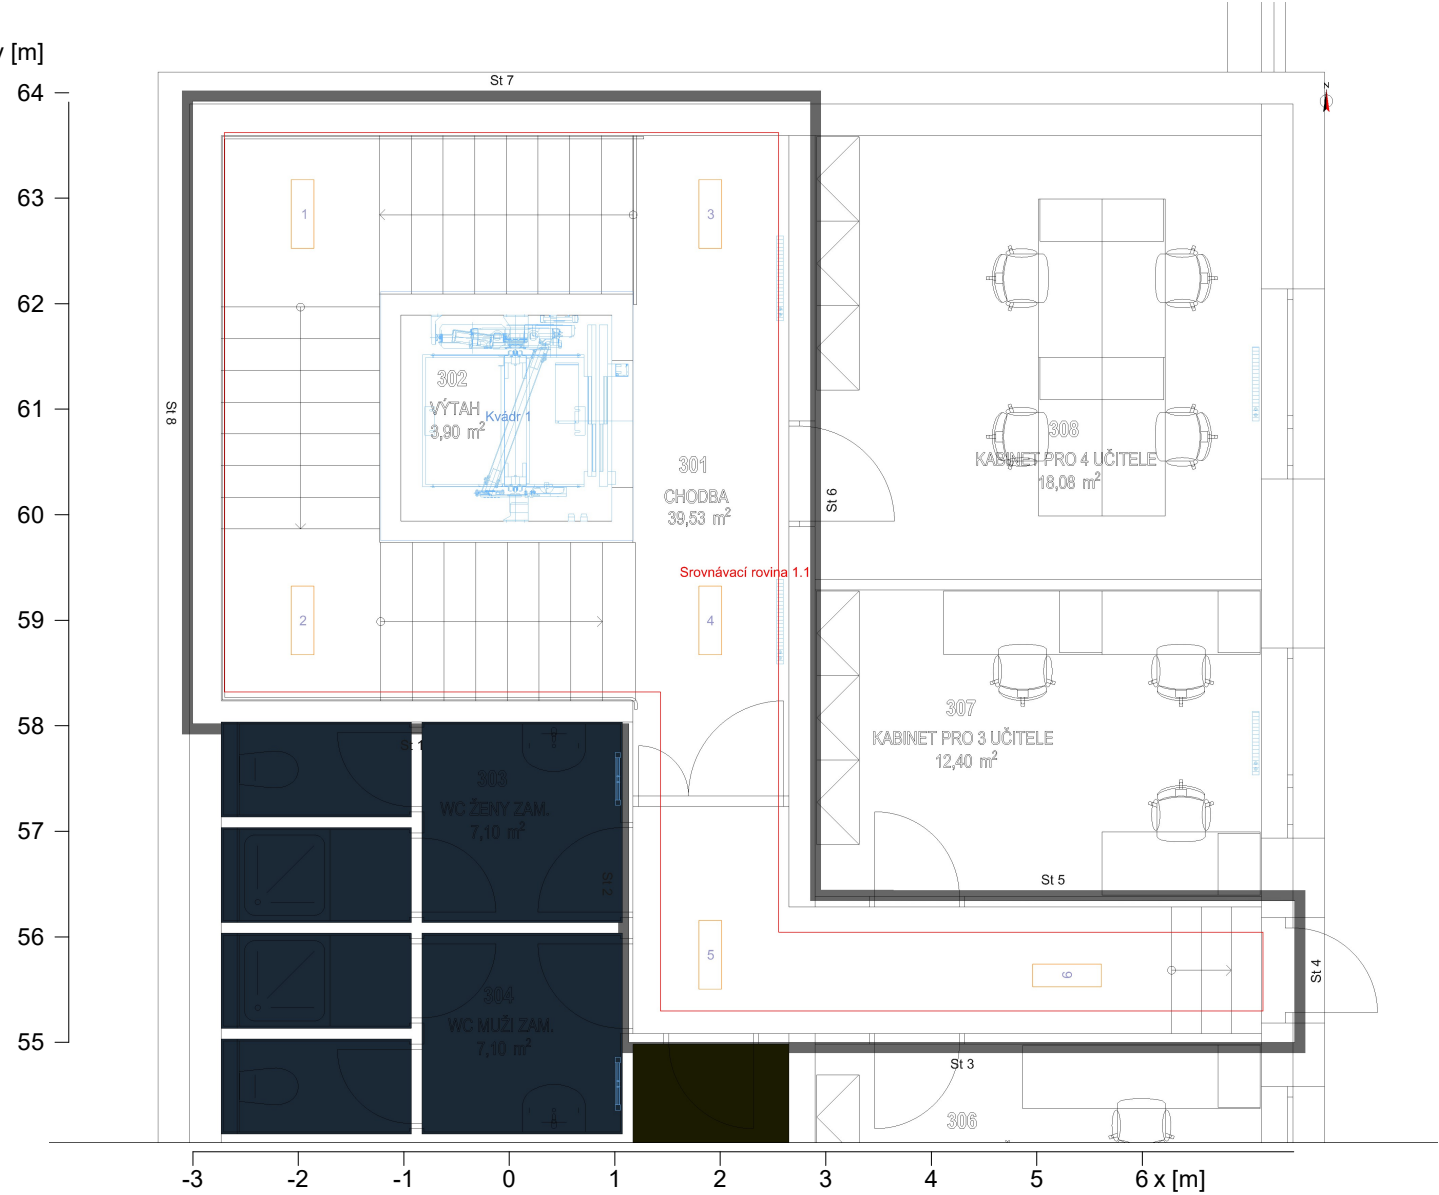 y [m]
64
63
62
61
60
59
58
57
56
55
St 7
z
1
3
St 8
302
VÝTAH
3,90 m²
Kvádr 1
301
CHODBA
39,53 m²
308
KABINET PRO 4 UČITELE
18,08 m²
St 6
Srovnávací rovina 1.1
2
4
307
KABINET PRO 3 UČITELE
12,40 m²
St 1
303
WC ŽENY ZAM.
7,10 m²
St 2
St 5
5
6
St 4
304
WC MUŽI ZAM.
7,10 m²
St 3
306
-3 -2 -1 0 1 2 3 4 5 6 x [m]